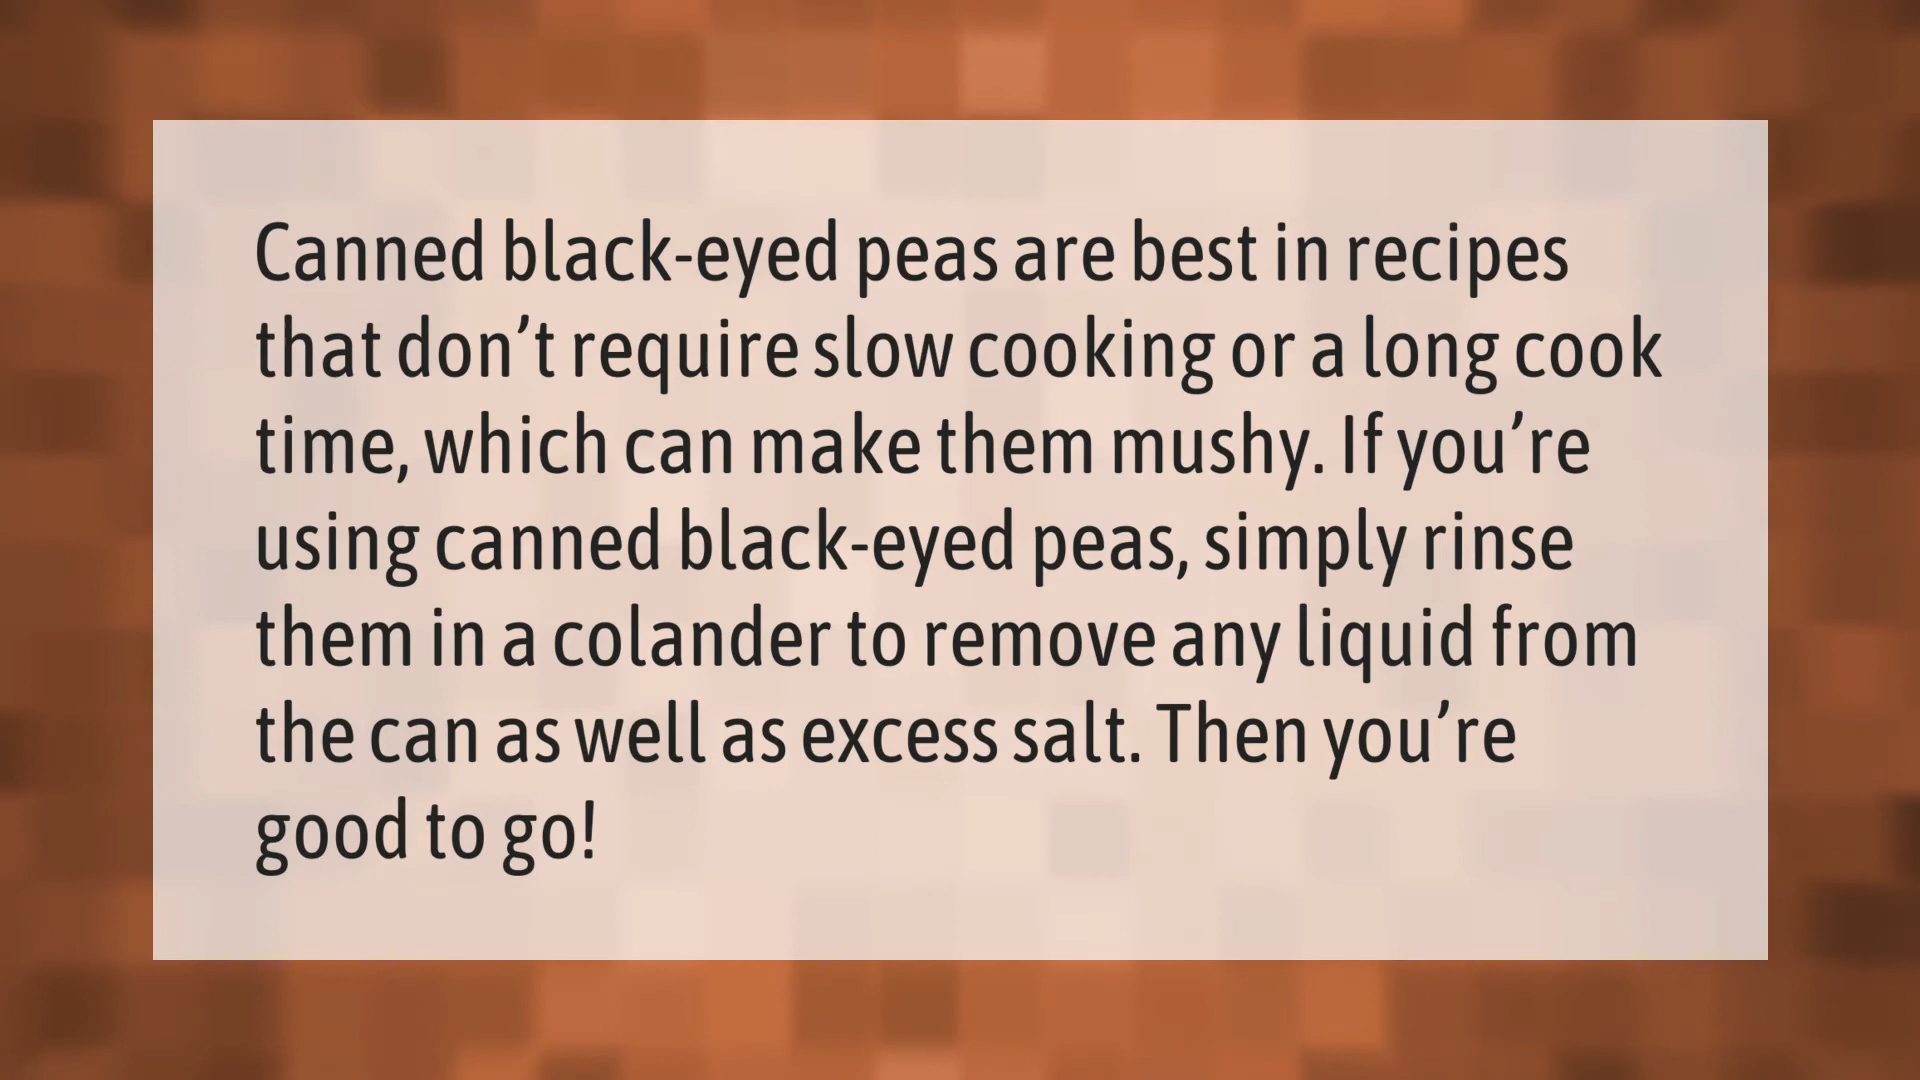 Canned black-eyed peas are best in recipes
that don’t require slow cooking or a long cook
time, which can make them mushy. If you’re
using canned black-eyed peas, simply rinse
them in a colander to remove any liquid from
the can as well as excess salt. Then you’re
good to go!